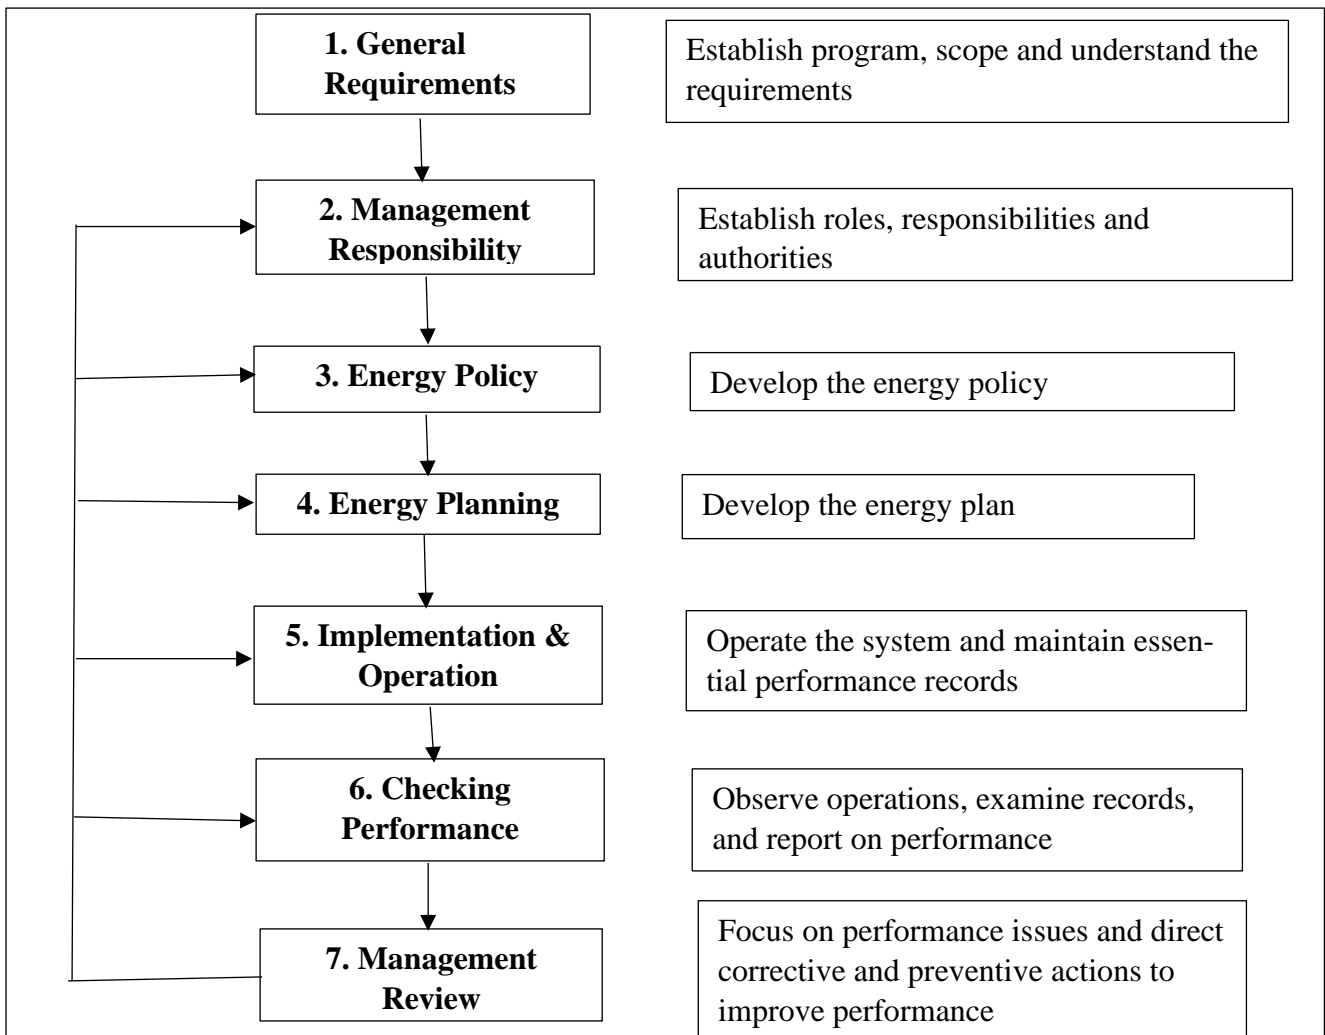 1. General
Requirements
Establish program, scope and understand the
requirements
2. Management
Responsibility
Establish roles, responsibilities and
authorities
3. Energy Policy
Develop the energy policy
4. Energy Planning
Develop the energy plan
5. Implementation &
Operation
Operate the system and maintain essen-
tial performance records
6. Checking
Performance
Observe operations, examine records,
and report on performance
7. Management
Review
Focus on performance issues and direct
corrective and preventive actions to
improve performance